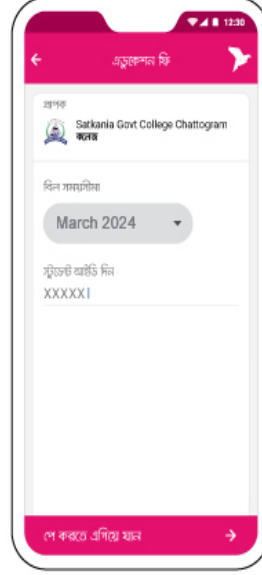 12:30
এডুকেশন ফি
প্রাপক
Satkania Govt College Chattogram
কলেজ
বিল সময়সীমা
March 2024
স্টুডেন্ট আইডি দিন
XXXXX
পে করতে এগিয়ে যান